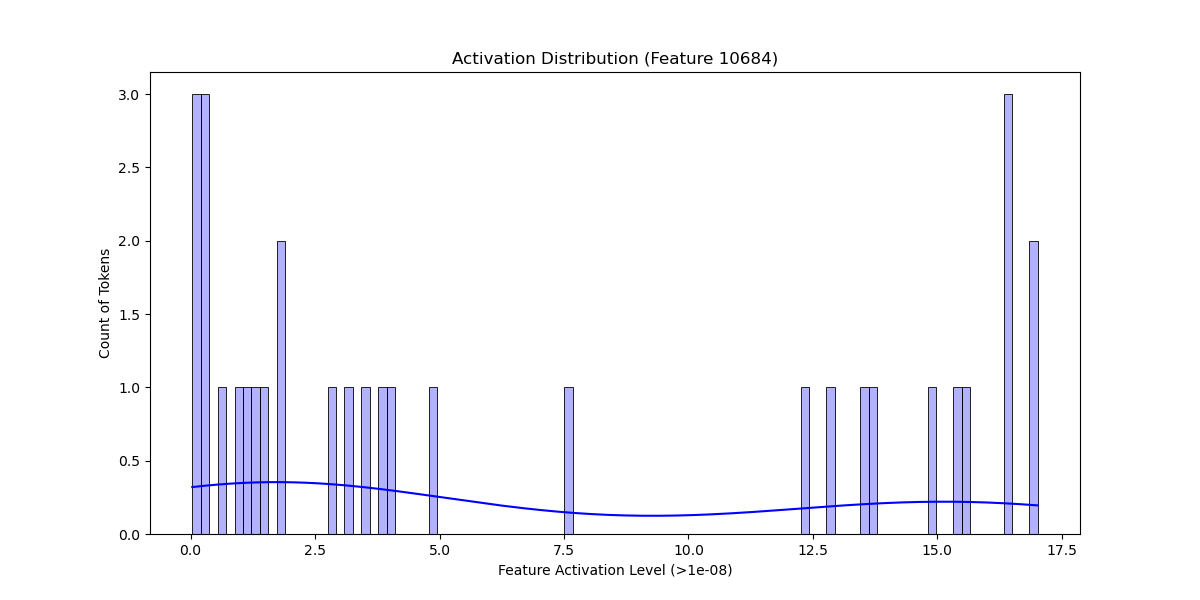 Activation Distribution (Feature 10684)
3.0
2.5
2.0
1.5
1.0
0.5
0.0
Count of Tokens
0.0 2.5 5.0 7.5 10.0 12.5 15.0 17.5
Feature Activation Level (>1e-08)